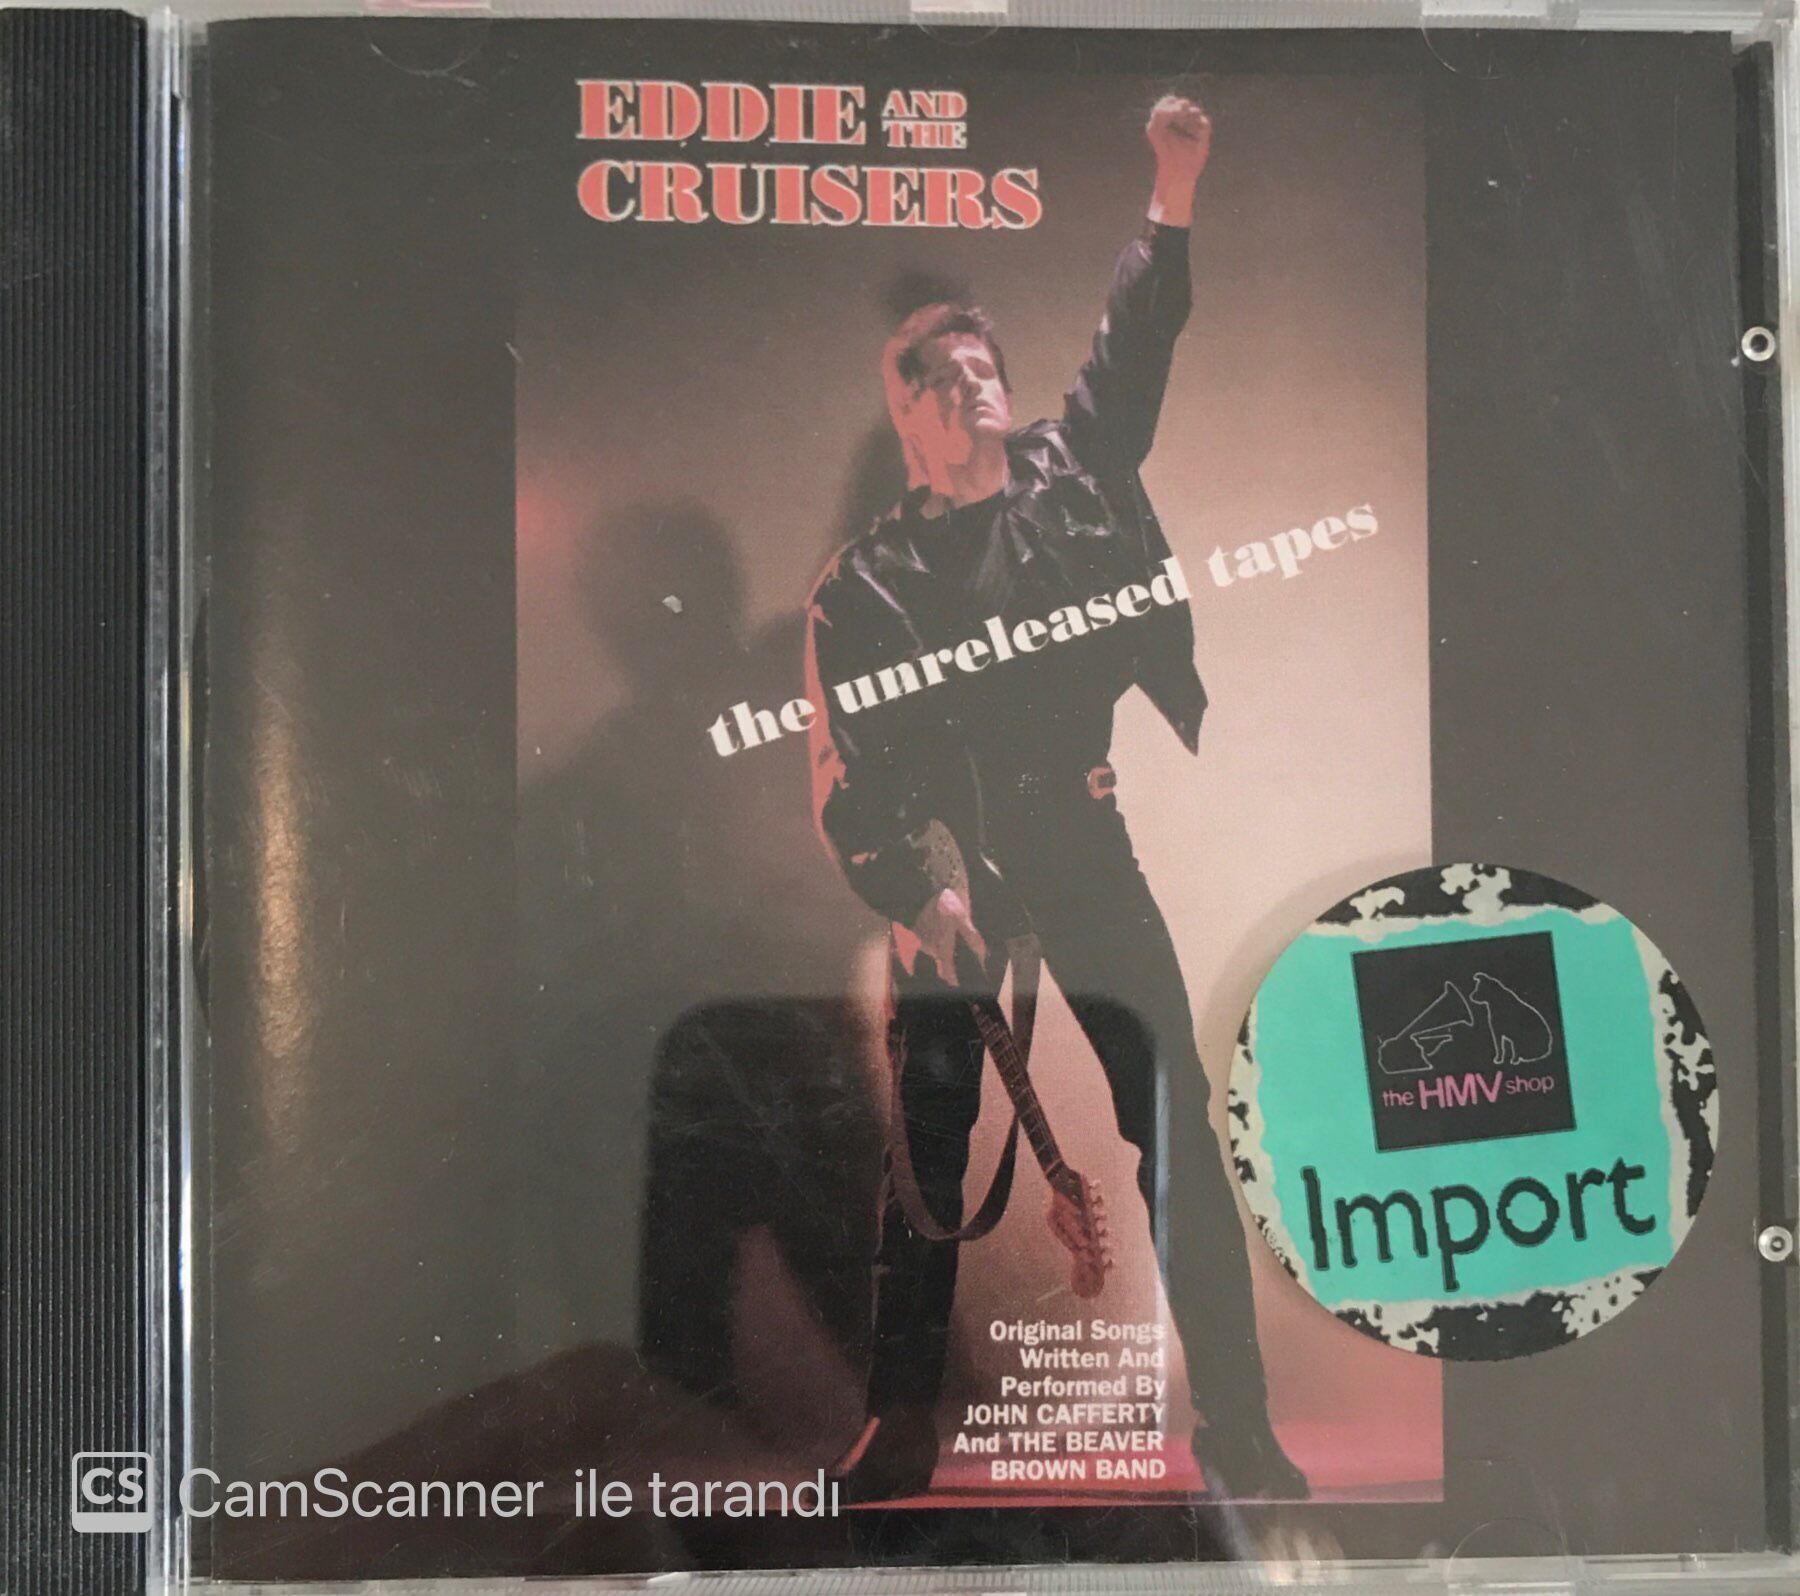 EDDIE AND THE
CRUISERS
the unreleased tapes
the HMV shop
Import
Original Songs
Written And
Performed By
JOHN CAFFERTY
And THE BEAVER
BROWN BAND
CS CamScanner ile tarandı